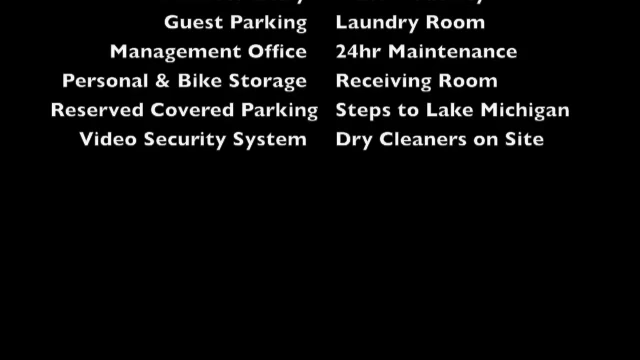 Guest Parking Laundry Room
Management Office 24hr Maintenance
Personal & Bike Storage Receiving Room
Reserved Covered Parking Steps to Lake Michigan
Video Security System Dry Cleaners on Site